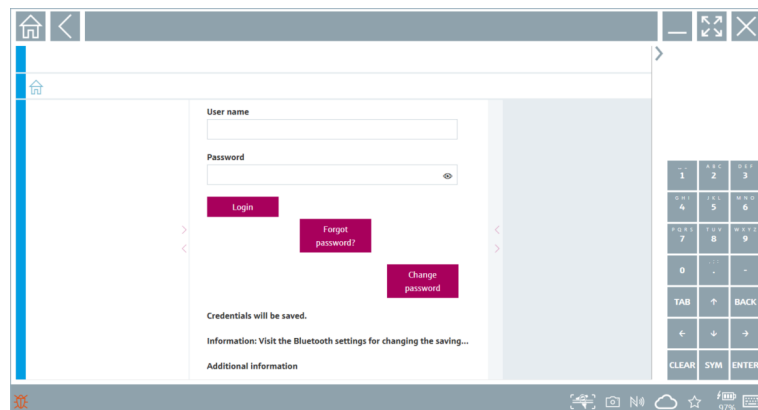 User name
Password
Login
Forgot
password?
Change
password
Credentials will be saved.
Information: Visit the Bluetooth settings for changing the saving...
Additional information
1
ABC
2
DEF
3
GHI
4
JKL
5
MNO
6
PQRS
7
TUV
8
WXYZ
9
0
.
-
TAB
↑
BACK
←
↓
→
CLEAR
SYM
ENTER
97%